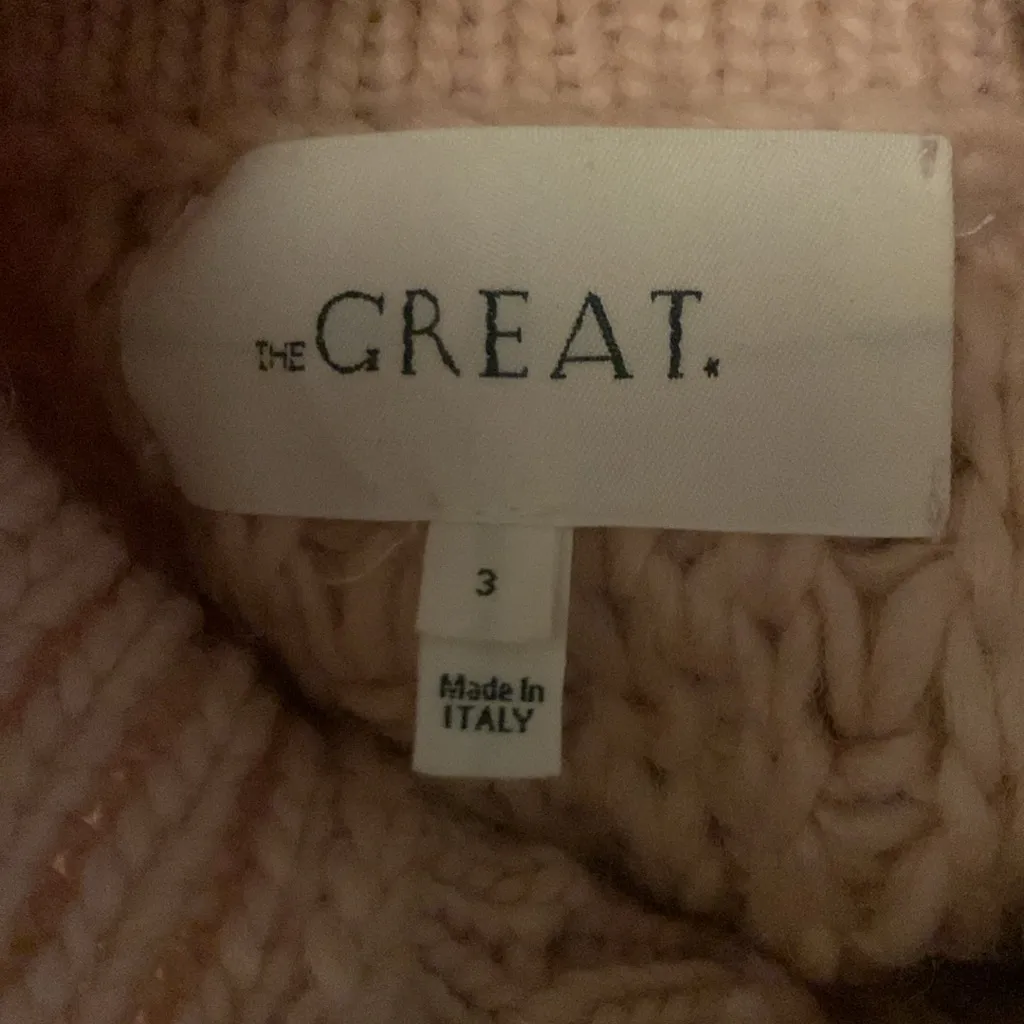 THE GREAT.
3
Made In
ITALY